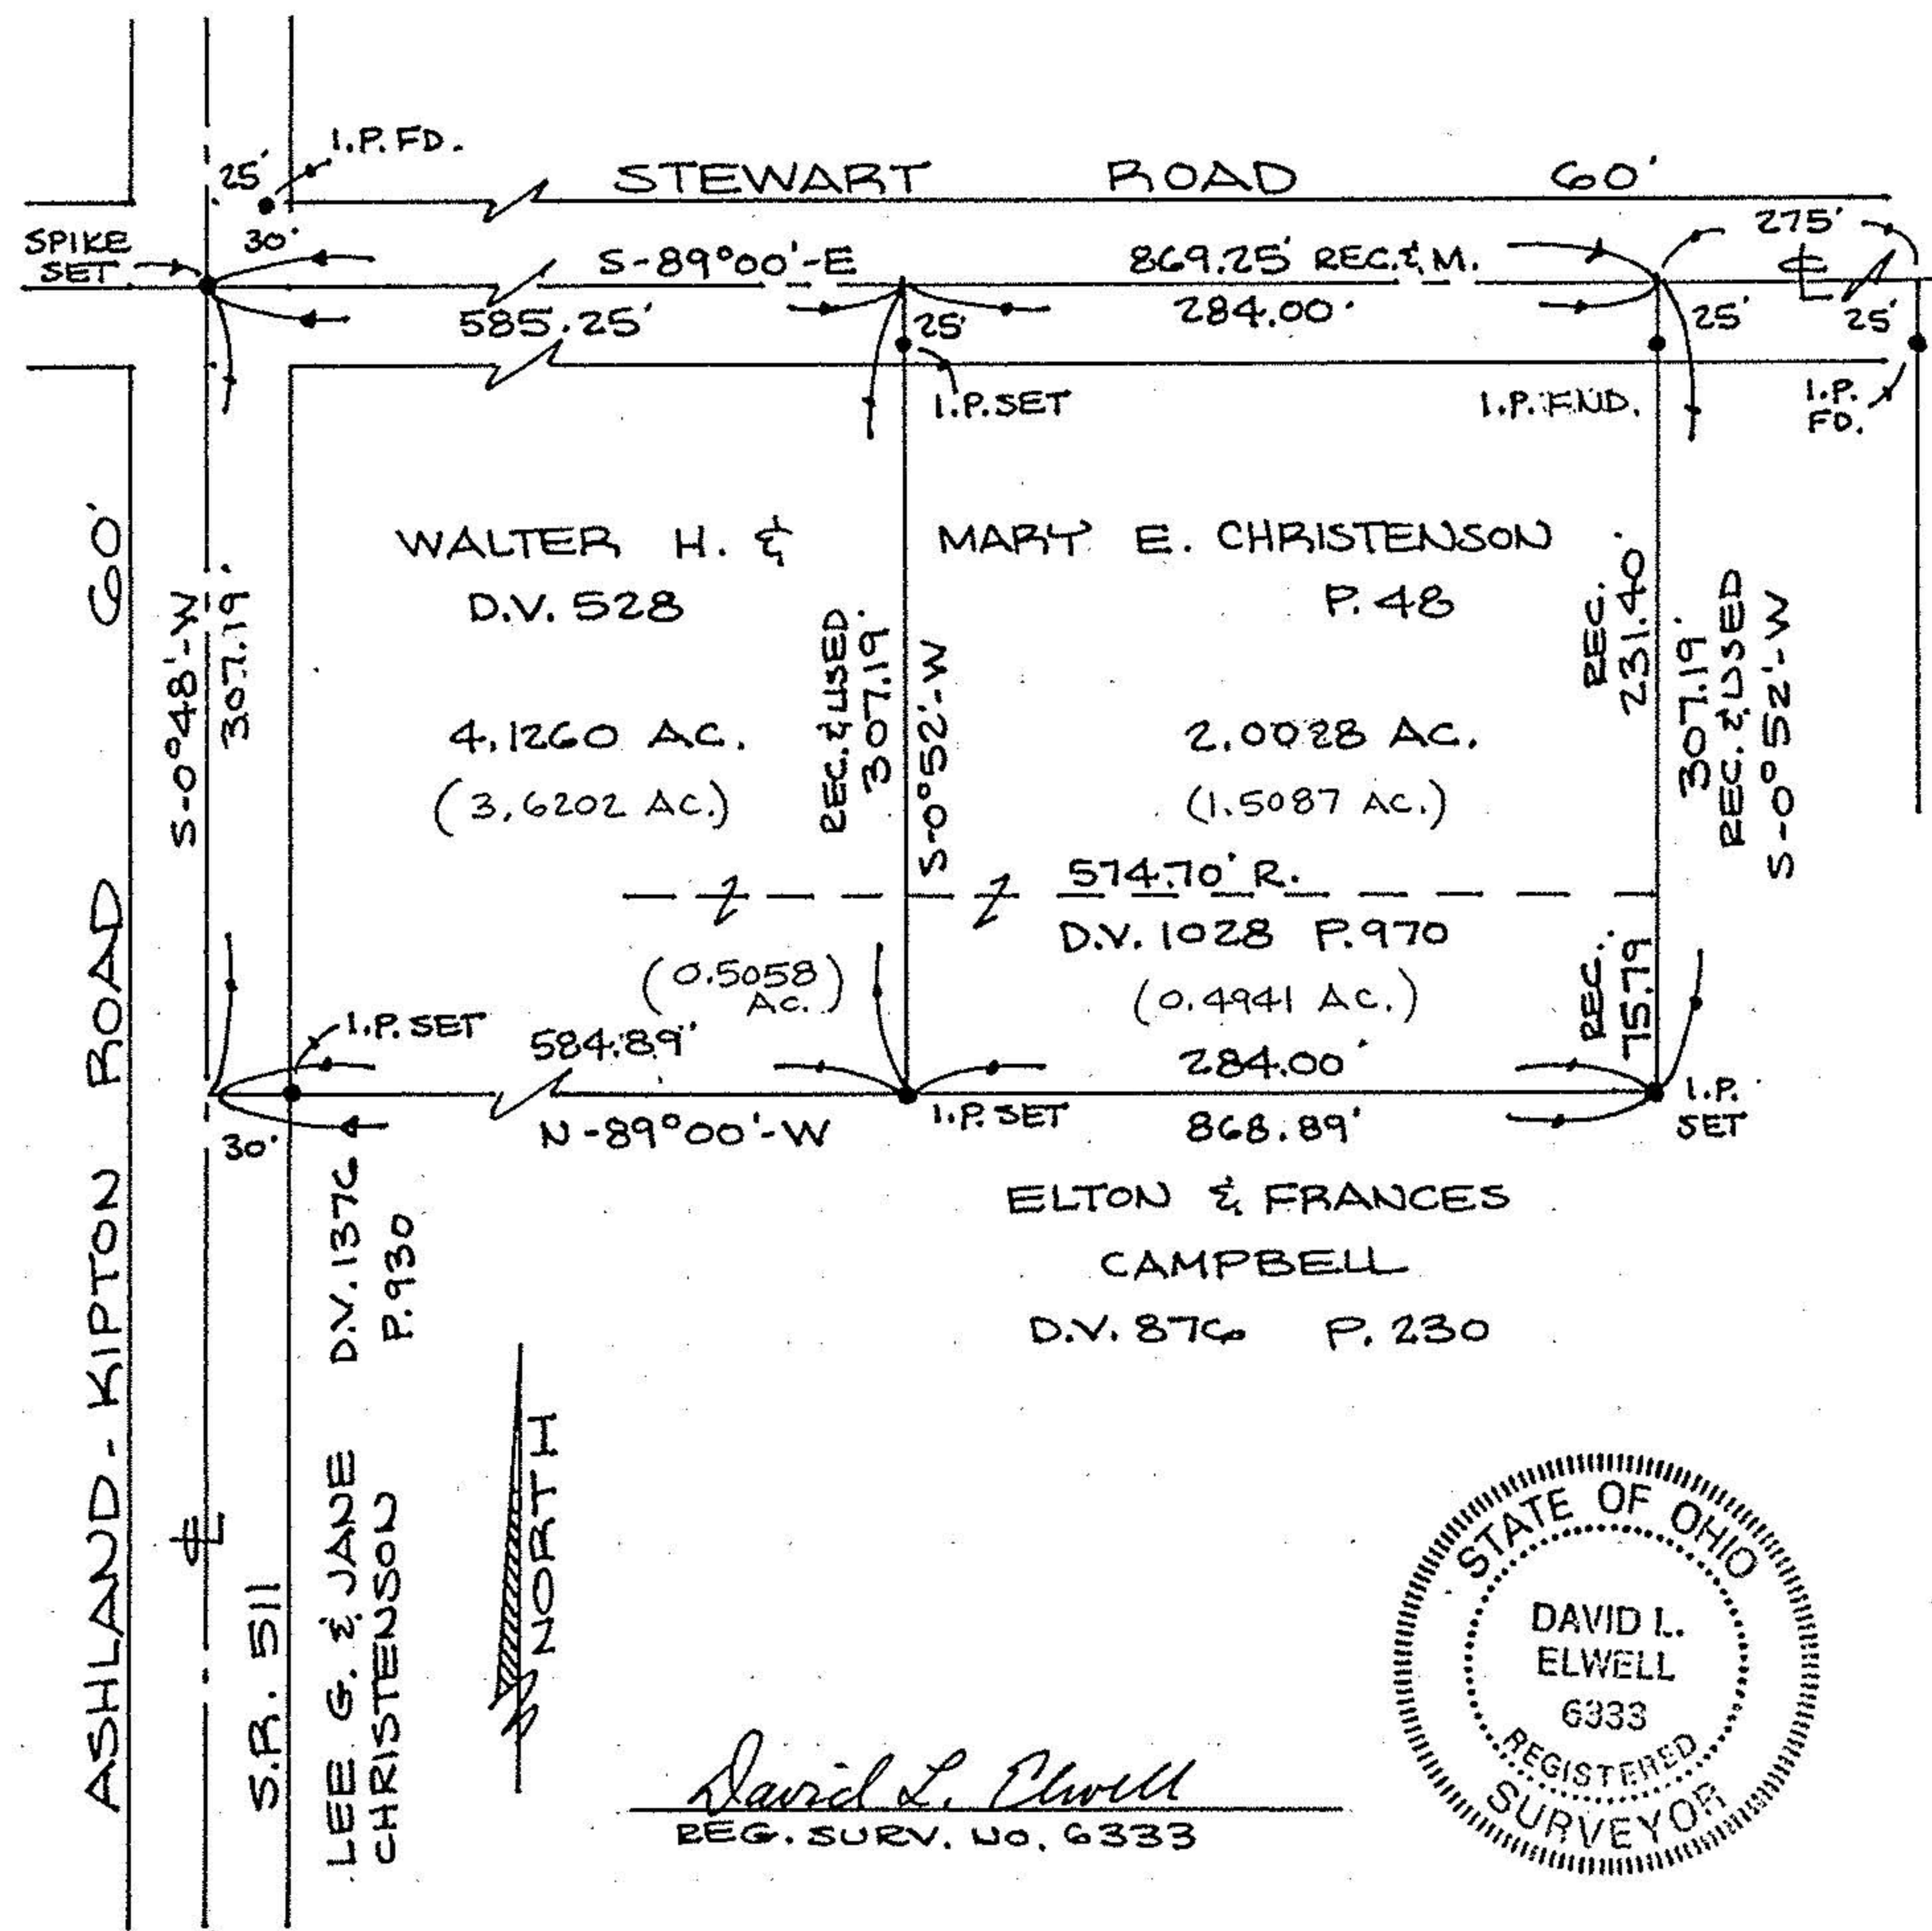 I.P. FD.
25'
STEWART ROAD 60'
SPIKE
SET
30'
S-89°00'-E
869.25' REC. & M.
275'
℄
585.25'
25'
284.00'
25'
25'
I.P. SET
I.P. FND.
I.P.
FD.
WALTER H. & MARY E. CHRISTENSON
D.V. 528 P. 48
S-0°48'-W
307.19'
REC. & USED
307.19'
S-0°52'-W
REC.
231.40'
307.19'
REC. & USED
S-0°52'-W
4.1260 AC.
(3.6202 AC.)
2.0028 AC.
(1.5087 AC.)
574.70' R.
D.V. 1028 P. 970
(0.5058
AC.)
(0.4941 AC.)
REC.
75.79
I.P. SET
584.89'
284.00'
30'
N-89°00'-W
I.P. SET
868.89'
I.P.
SET
ELTON & FRANCES
CAMPBELL
D.V. 876 P. 230
ASHLAND-KIPTON ROAD 60'
℄
S.R. 511
LEE G. & JANE D.V. 1376
CHRISTENSON P. 930
NORTH
David L. Elwell
REG. SURV. NO. 6333
STATE OF OHIO
DAVID L.
ELWELL
6333
REGISTERED
SURVEYOR